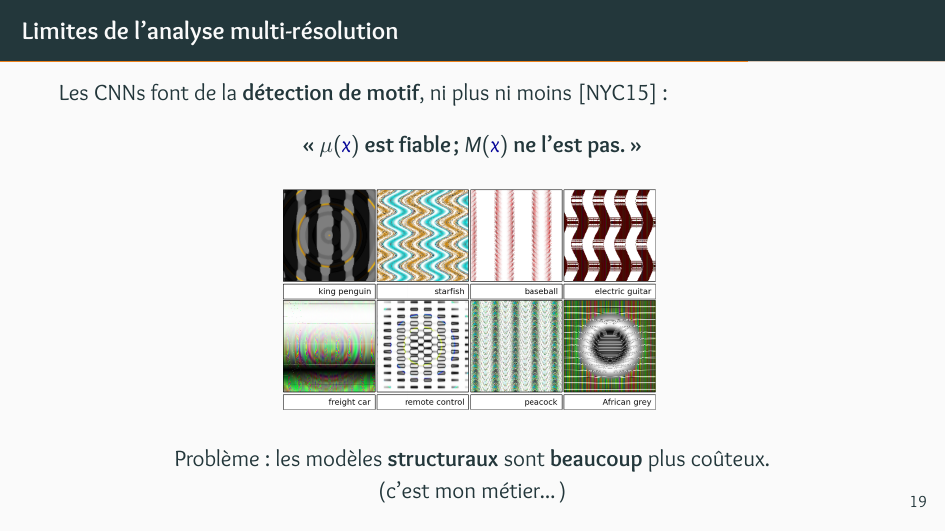 Limites de l’analyse multi-résolution
Les CNNs font de la détection de motif, ni plus ni moins [NYC15] :
« μ(x) est fiable ; M(x) ne l’est pas. »
king penguin
starfish
baseball
electric guitar
freight car
remote control
peacock
African grey
Problème : les modèles structuraux sont beaucoup plus coûteux.
(c’est mon métier... )
19